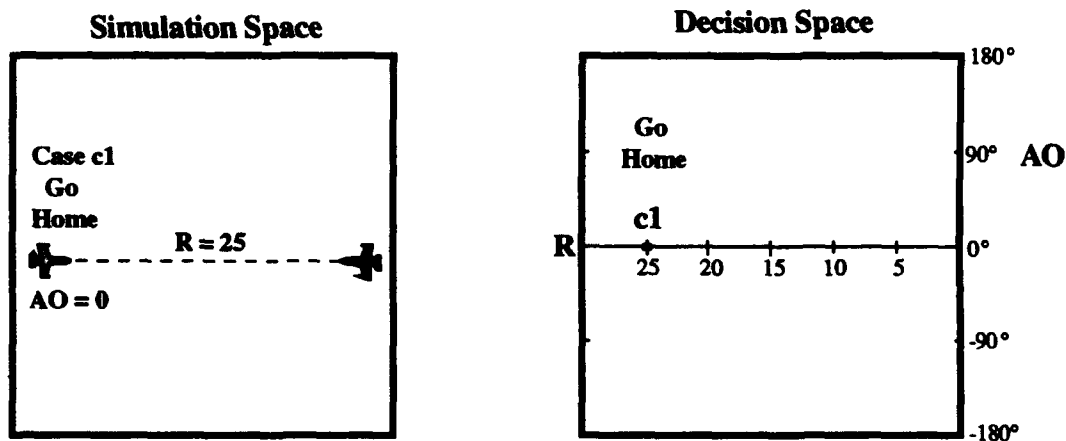 Simulation Space
Case c1
Go
Home
R = 25
AO = 0
Decision Space
180°
Go
Home
90° AO
c1
R
0°
25 20 15 10 5
-90°
-180°